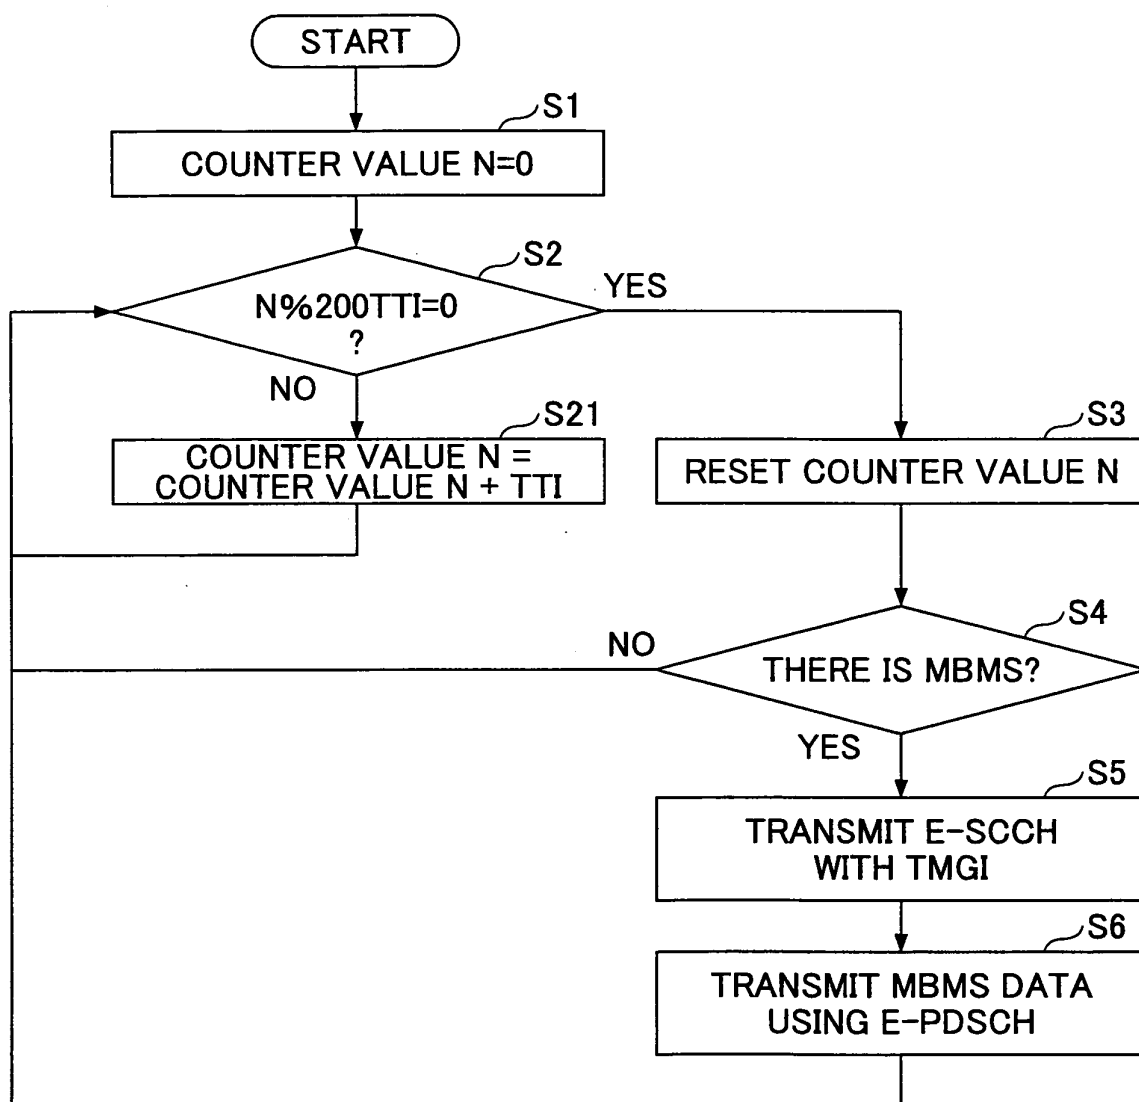 START
S1
COUNTER VALUE N=0
S2
N%200TTI=0
?
YES
NO
S21
COUNTER VALUE N =
COUNTER VALUE N + TTI
S3
RESET COUNTER VALUE N
S4
THERE IS MBMS?
NO
YES
S5
TRANSMIT E-SCCH
WITH TMGI
S6
TRANSMIT MBMS DATA
USING E-PDSCH